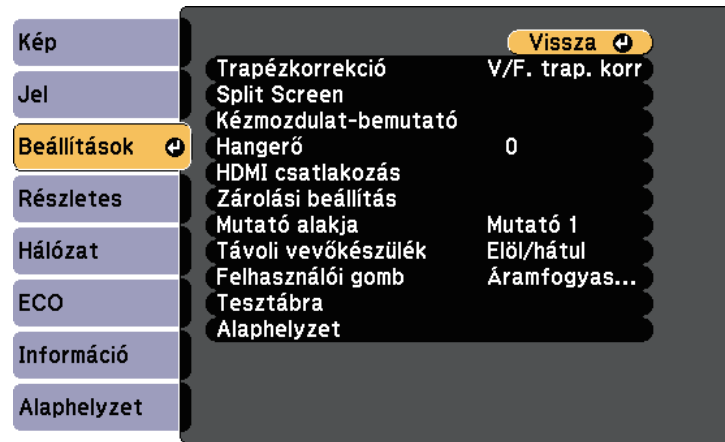 Kép
Jel
Beállítások
Részletes
Hálózat
ECO
Információ
Alaphelyzet
Vissza
Trapézkorrekció V/F. trap. korr
Split Screen
Kézmozdulat-bemutató
Hangerő 0
HDMI csatlakozás
Zárolási beállítás
Mutató alakja Mutató 1
Távoli vevőkészülék Elöl/hátul
Felhasználói gomb Áramfogyas...
Tesztábra
Alaphelyzet